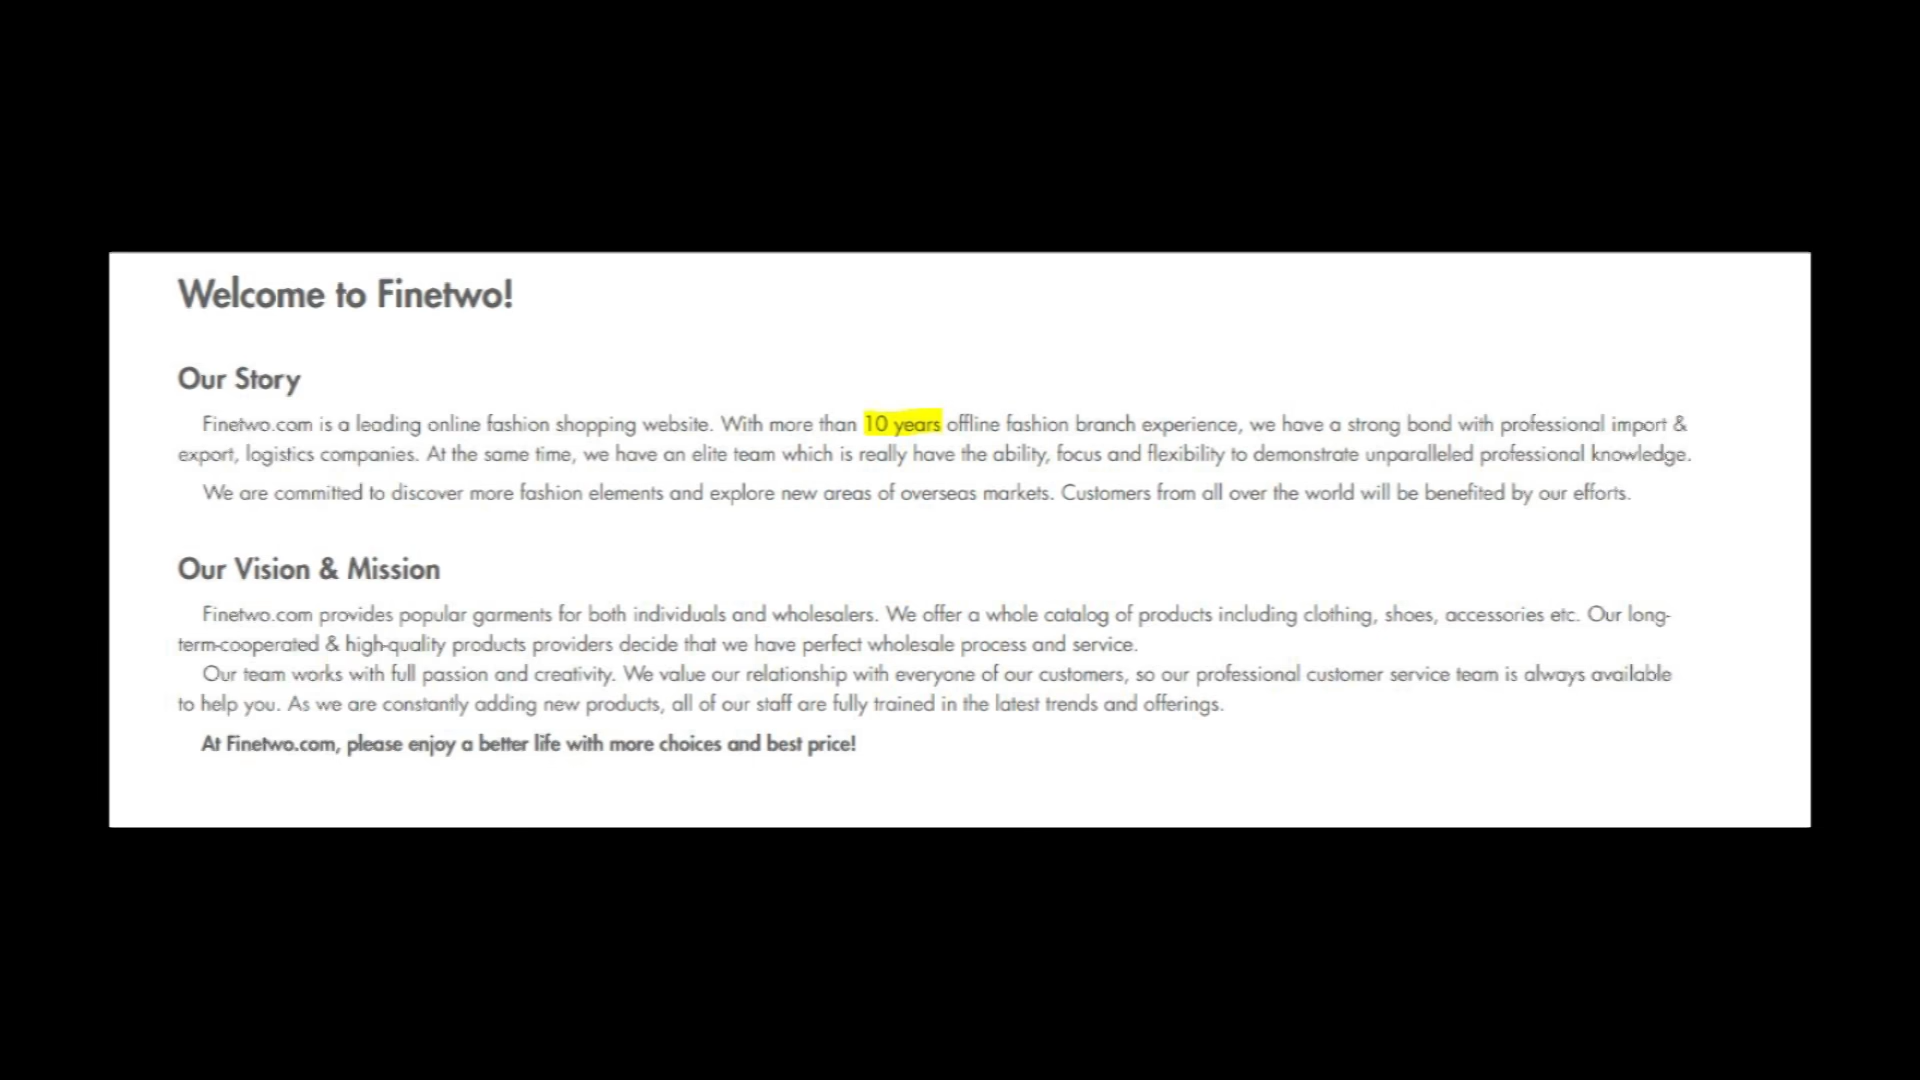 Welcome to Finetwo!
Our Story
Finetwo.com is a leading online fashion shopping website. With more than 10 years offline fashion branch experience, we have a strong bond with professional import &
export, logistics companies. At the same time, we have an elite team which is really have the ability, focus and flexibility to demonstrate unparalleled professional knowledge.
We are committed to discover more fashion elements and explore new areas of overseas markets. Customers from all over the world will be benefited by our efforts.
Our Vision & Mission
Finetwo.com provides popular garments for both individuals and wholesalers. We offer a whole catalog of products including clothing, shoes, accessories etc. Our long-
term-cooperated & high-quality products providers decide that we have perfect wholesale process and service.
Our team works with full passion and creativity. We value our relationship with everyone of our customers, so our professional customer service team is always available
to help you. As we are constantly adding new products, all of our staff are fully trained in the latest trends and offerings.
At Finetwo.com, please enjoy a better life with more choices and best price!